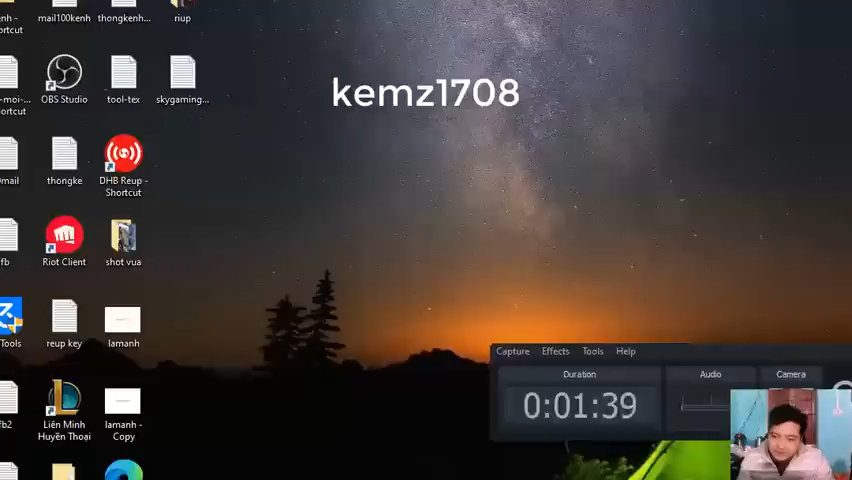 mail100kenh
thongkenh...
riup
Shortcut
kemz1708
OBS Studio
tool-tex
skygaming...
thongke
DHB Reup -
Shortcut
Riot Client
shot vua
fb
Tools
reup key
lamanh
Capture
Effects
Tools
Help
Duration
Audio
Camera
0:01:39
fb2
Liên Minh
Huyền Thoại
lamanh -
Copy